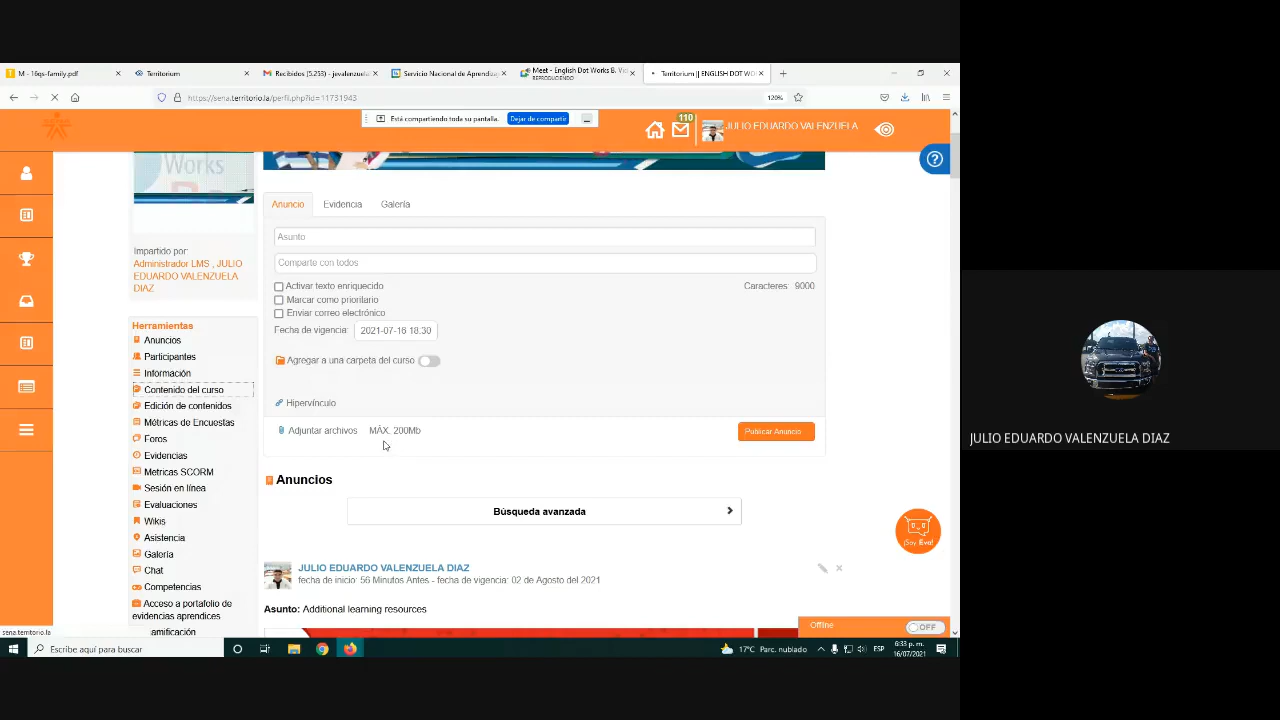 M - 16qs-family.pdf
Territorium
Recibidos (5.253) - jevalenzuela
Servicio Nacional de Aprendizaj
Meet - English Dot Works B. Vie
REPRODUCIENDO
Territorium || ENGLISH DOT WO
https://sena.territorio.la/perfil.php?id=11731943
120%
Está compartiendo toda su pantalla.
Dejar de compartir
110
JULIO EDUARDO VALENZUELA
Works
Impartido por:
Administrador LMS , JULIO
EDUARDO VALENZUELA
DIAZ
Herramientas
Anuncios
Participantes
Información
Contenido del curso
Edición de contenidos
Métricas de Encuestas
Foros
Evidencias
Metricas SCORM
Sesión en línea
Evaluaciones
Wikis
Asistencia
Galería
Chat
Competencias
Acceso a portafolio de
evidencias aprendices
amificación
Anuncio
Evidencia
Galería
Asunto
Comparte con todos
Activar texto enriquecido
Caracteres: 9000
Marcar como prioritario
Enviar correo electrónico
Fecha de vigencia:
2021-07-16 18:30
Agregar a una carpeta del curso
Hipervínculo
Adjuntar archivos
MÁX. 200Mb
Publicar Anuncio
Anuncios
Búsqueda avanzada
JULIO EDUARDO VALENZUELA DIAZ
fecha de inicio: 56 Minutos Antes - fecha de vigencia: 02 de Agosto del 2021
Asunto: Additional learning resources
¡Soy Eva!
Offline
OFF
sena.territorio.la
Escribe aquí para buscar
17°C
Parc. nublado
ESP
6:33 p. m.
16/07/2021
JULIO EDUARDO VALENZUELA DIAZ